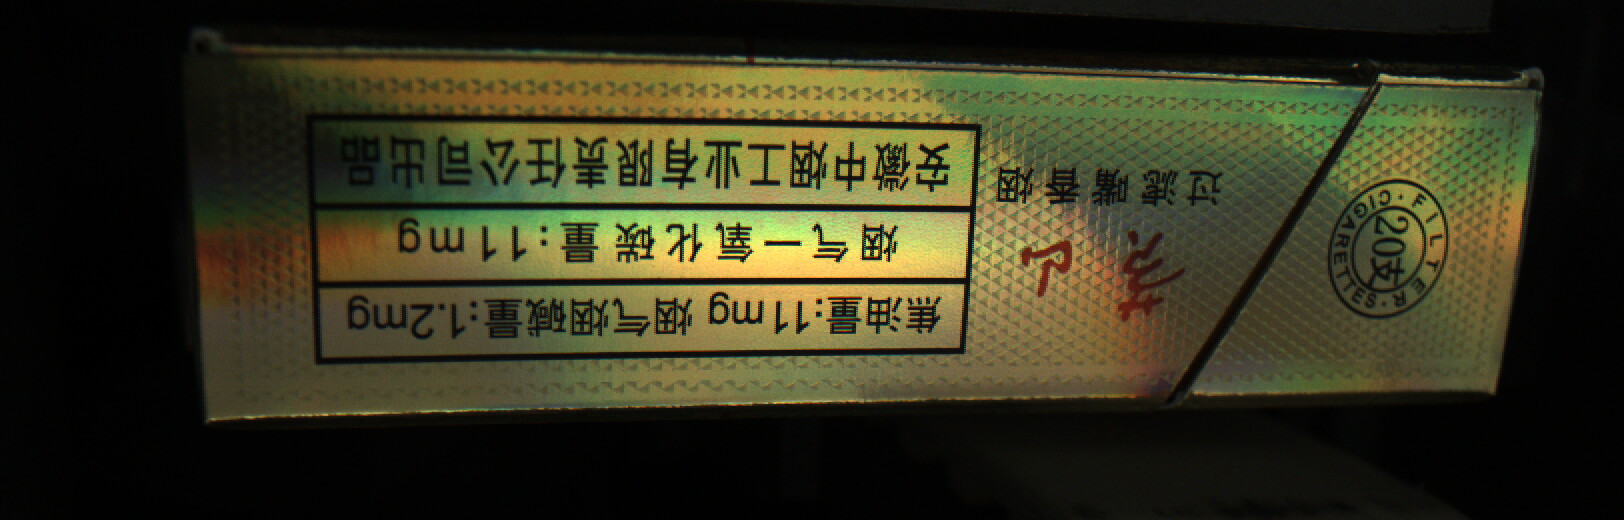 焦油量:11mg 烟气烟碱量:1.2mg
烟气一氧化碳量:11mg
安徽中烟工业有限责任公司出品
过滤嘴香烟
FILTER·CIGARETTES·
20支